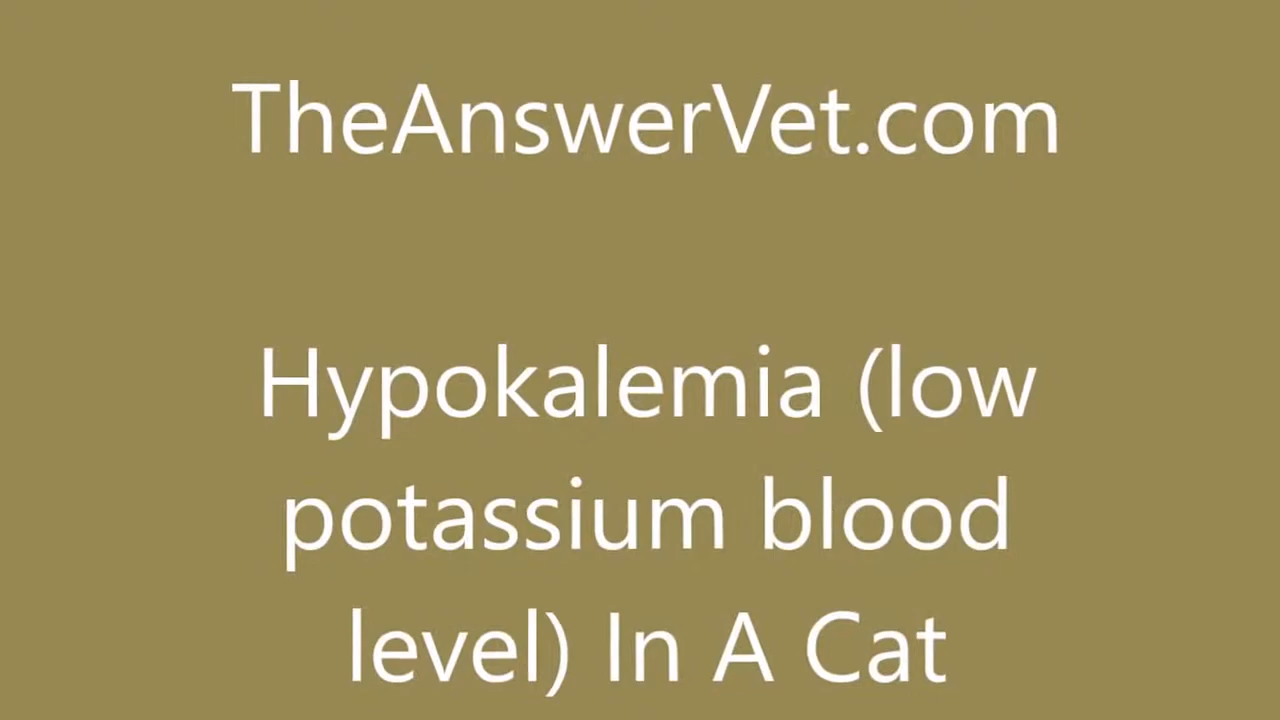 TheAnswerVet.com
Hypokalemia (low
potassium blood
level) In A Cat